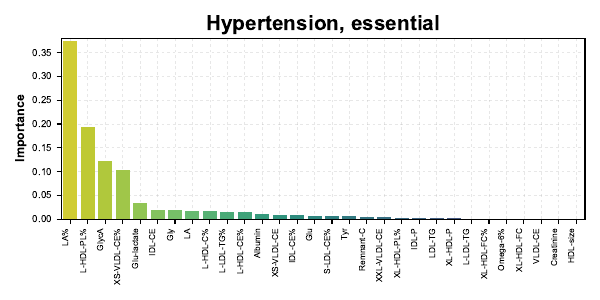 Hypertension, essential
Importance
0.35
0.30
0.25
0.20
0.15
0.10
0.05
0.00
LA%
L-HDL-PL%
GlycA
XS-VLDL-CE%
Glu-lactate
IDL-CE
Gly
LA
L-HDL-C%
L-LDL-TG%
L-HDL-CE%
Albumin
XS-VLDL-CE
IDL-CE%
Glu
S-LDL-CE%
Tyr
Remnant-C
XXL-VLDL-CE
XL-HDL-PL%
IDL-P
LDL-TG
XL-HDL-P
L-LDL-TG
XL-HDL-FC%
Omega-6%
XL-HDL-FC
VLDL-CE
Creatinine
HDL-size